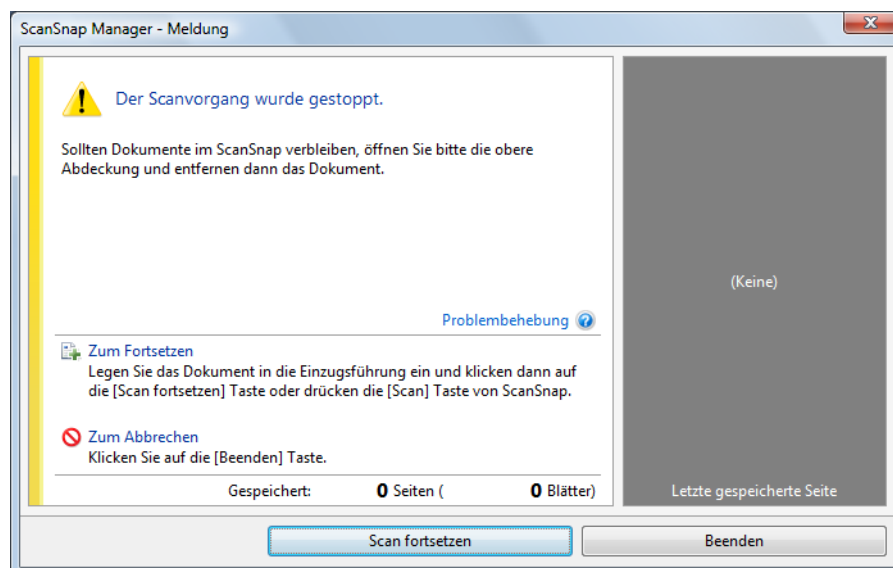 ScanSnap Manager - Meldung
Der Scanvorgang wurde gestoppt.
Sollten Dokumente im ScanSnap verbleiben, öffnen Sie bitte die obere
Abdeckung und entfernen dann das Dokument.
(Keine)
Problembehebung
Zum Fortsetzen
Legen Sie das Dokument in die Einzugsführung ein und klicken dann auf
die [Scan fortsetzen] Taste oder drücken die [Scan] Taste von ScanSnap.
Zum Abbrechen
Klicken Sie auf die [Beenden] Taste.
Gespeichert: 0 Seiten ( 0 Blätter)
Letzte gespeicherte Seite
Scan fortsetzen
Beenden